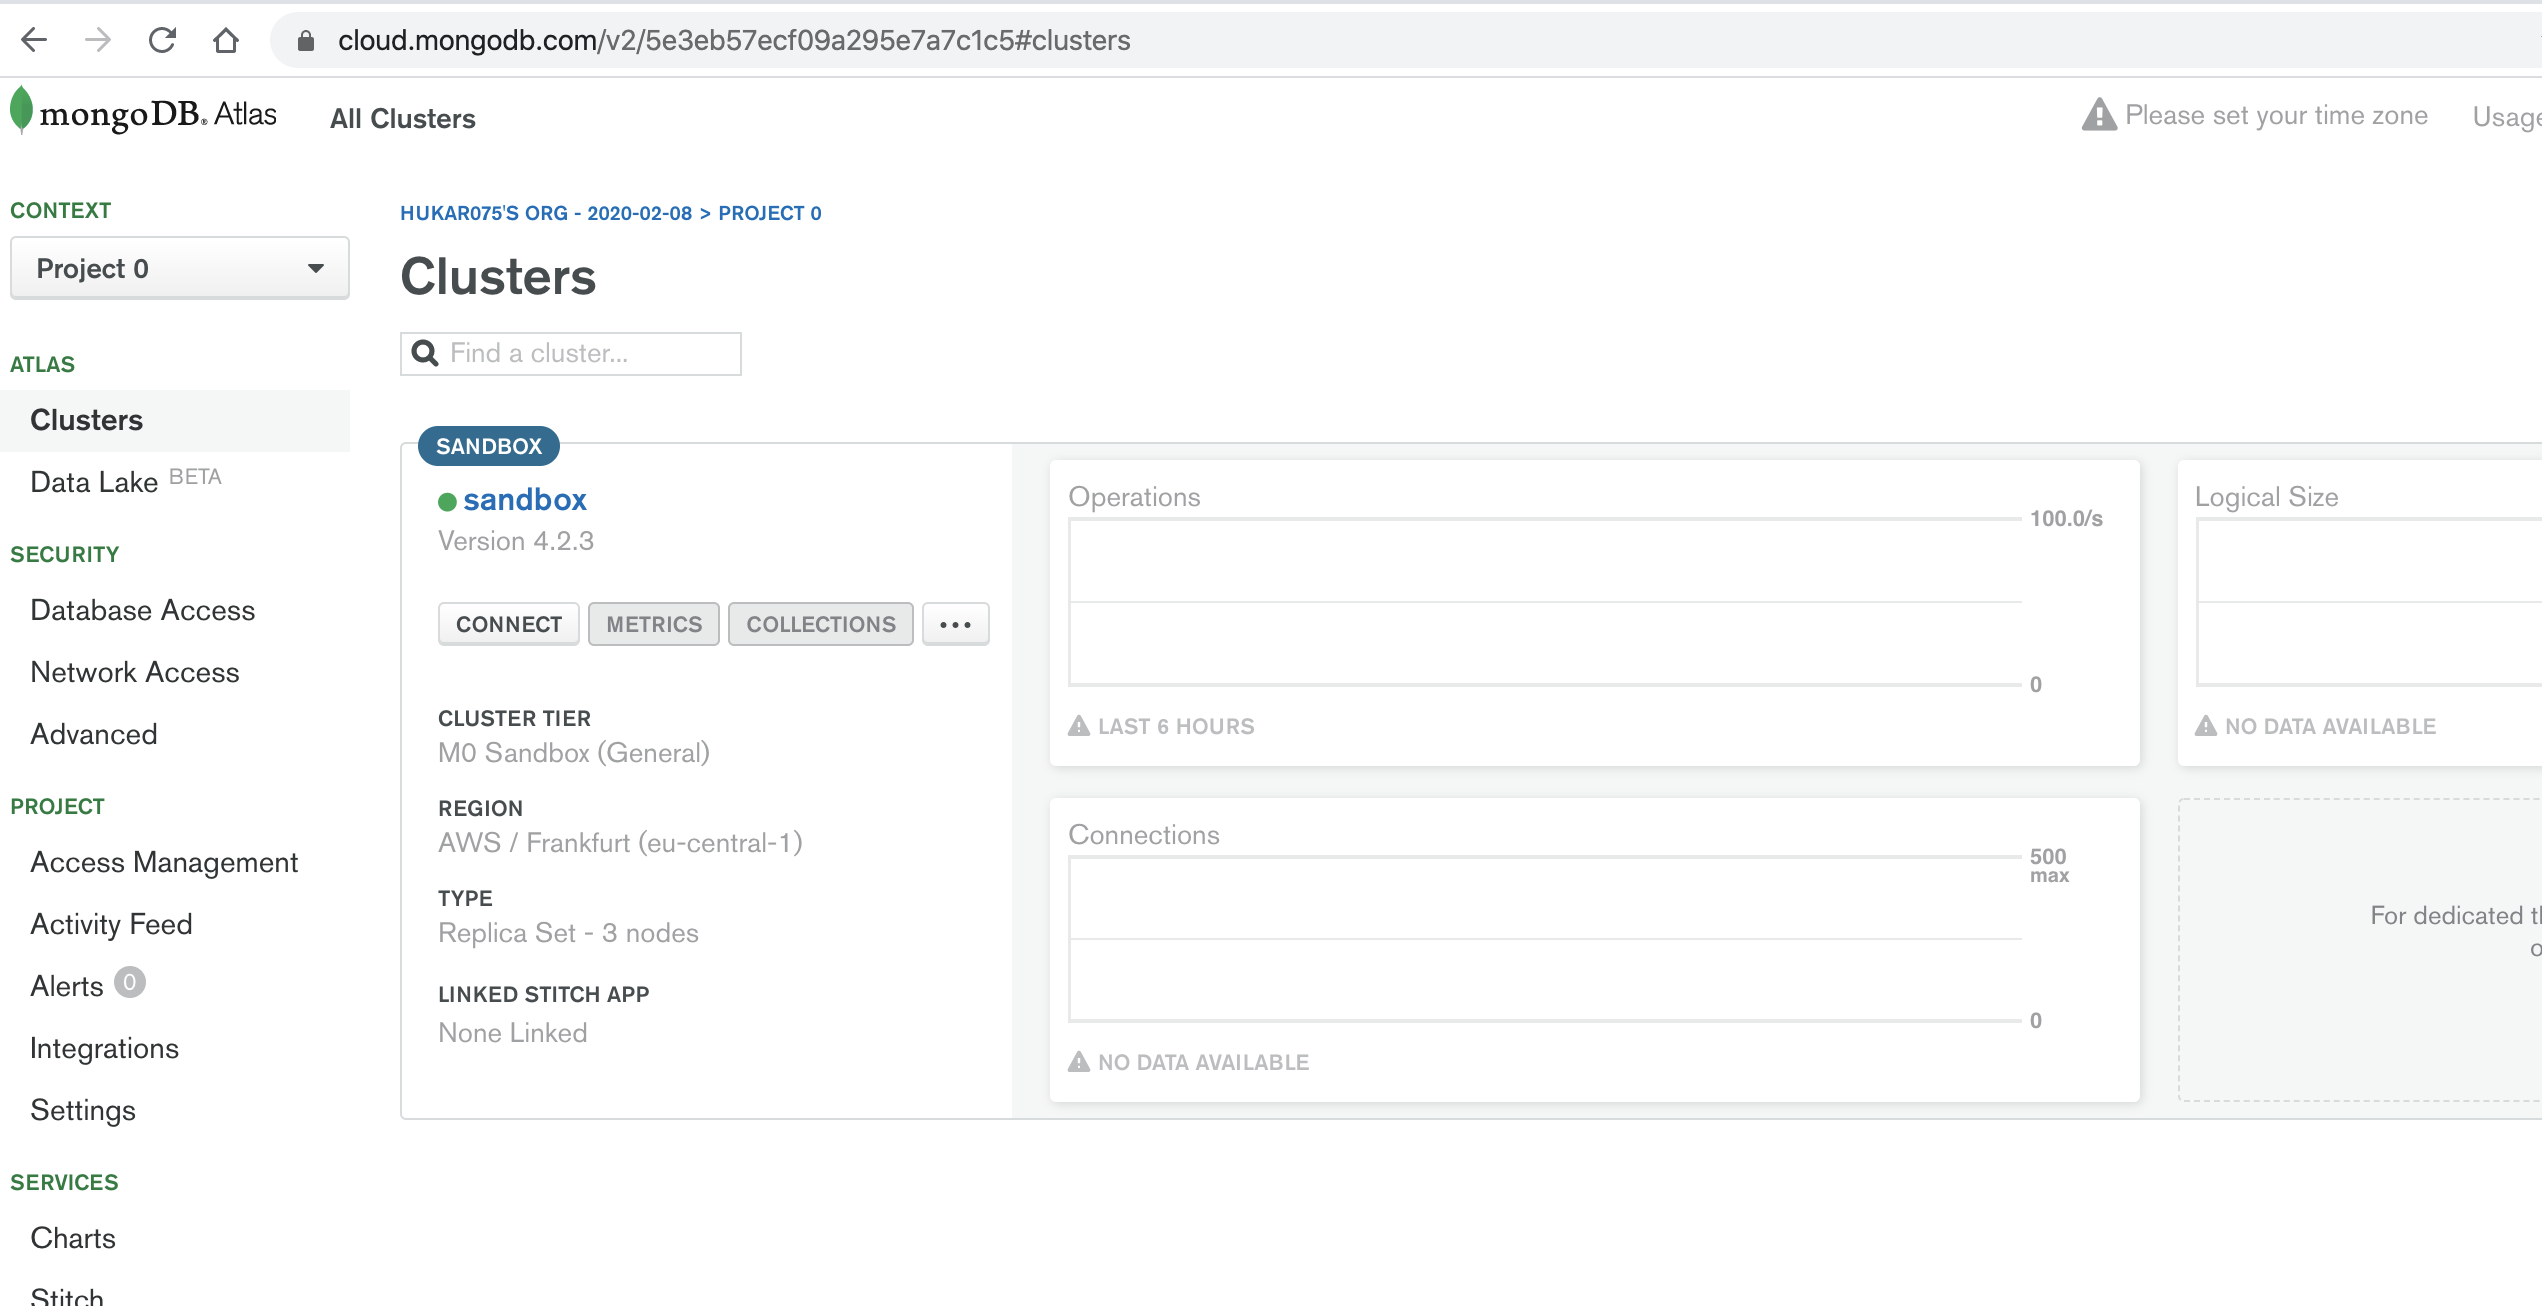 cloud.mongodb.com/v2/5e3eb57ecf09a295e7a7c1c5#clusters
mongoDB. Atlas
All Clusters
Please set your time zone
Usage
CONTEXT
Project 0
ATLAS
Clusters
Data Lake BETA
SECURITY
Database Access
Network Access
Advanced
PROJECT
Access Management
Activity Feed
Alerts 0
Integrations
Settings
SERVICES
Charts
Stitch
HUKAR075'S ORG - 2020-02-08 > PROJECT 0
Clusters
Find a cluster...
SANDBOX
sandbox
Version 4.2.3
CONNECT METRICS COLLECTIONS ...
CLUSTER TIER
M0 Sandbox (General)
REGION
AWS / Frankfurt (eu-central-1)
TYPE
Replica Set - 3 nodes
LINKED STITCH APP
None Linked
Operations
100.0/s
0
LAST 6 HOURS
Logical Size
NO DATA AVAILABLE
Connections
500
max
0
NO DATA AVAILABLE
For dedicated